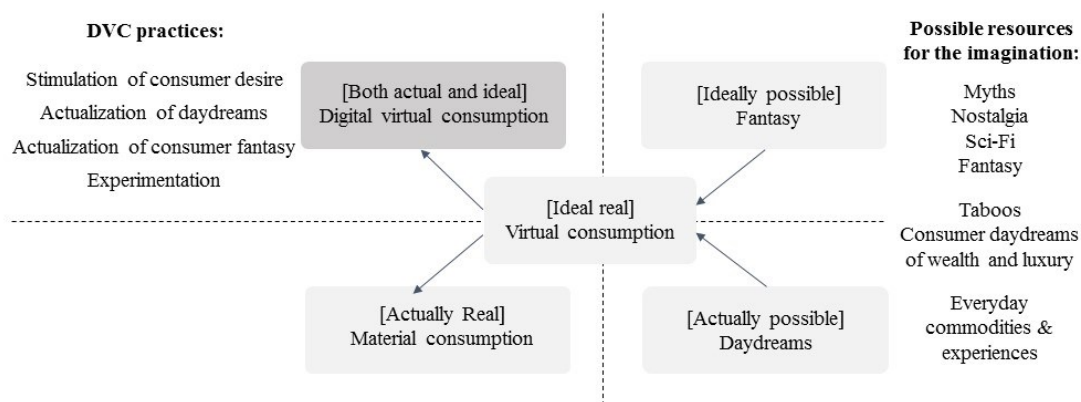 DVC practices:
Stimulation of consumer desire
Actualization of daydreams
Actualization of consumer fantasy
Experimentation
[Both actual and ideal]
Digital virtual consumption
[Ideally possible]
Fantasy
[Ideal real]
Virtual consumption
[Actually Real]
Material consumption
[Actually possible]
Daydreams
Possible resources
for the imagination:
Myths
Nostalgia
Sci-Fi
Fantasy
Taboos
Consumer daydreams
of wealth and luxury
Everyday
commodities &
experiences